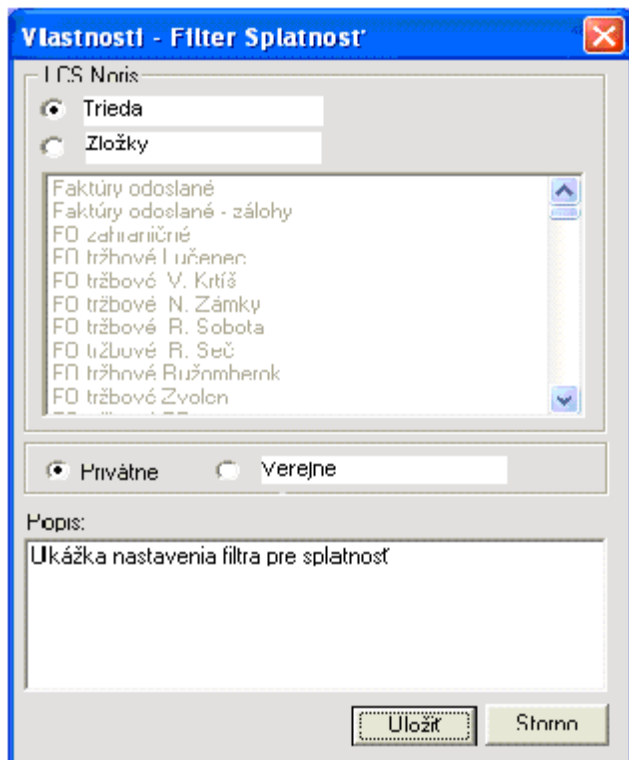 Vlastnosti - Filter Splatnosť
LCS Noris
Trieda
Zložky
Faktúry odoslané
Faktúry odoslané - zálohy
FO zahraničné
FO tržbové Lučenec
FO tržbové V. Krtíš
FO tržbové N. Zámky
FO tržbové R. Sobota
FO tržbové R. Seč
FO tržbové Ružomberok
FO tržbové Zvolen
Privátne Verejne
Popis:
Ukážka nastavenia filtra pre splatnosť
Uložiť Storno